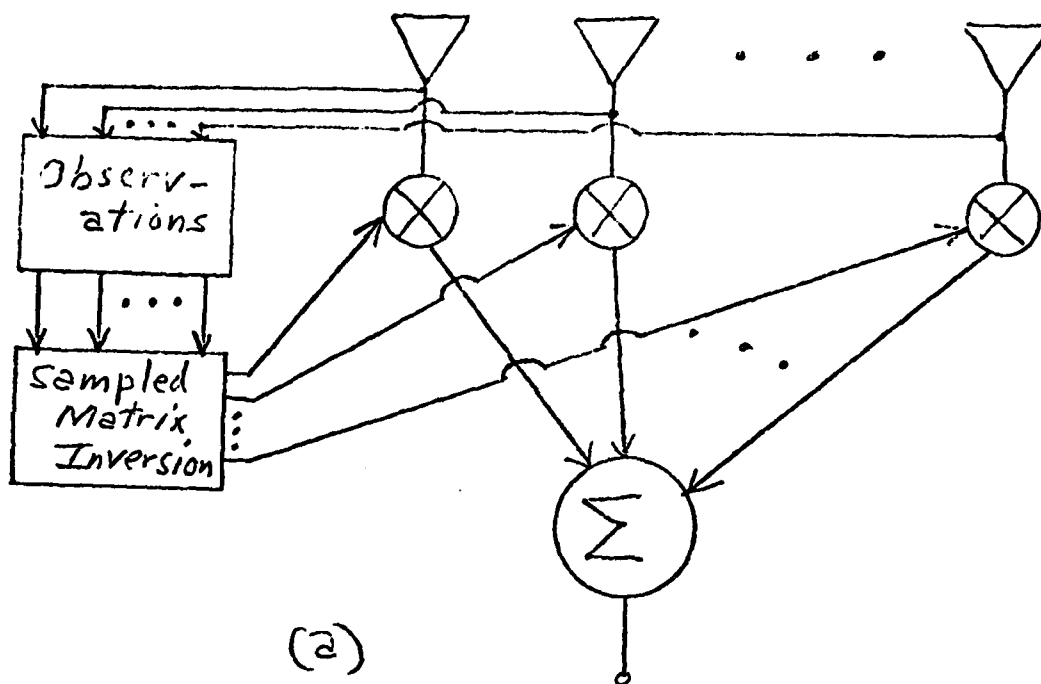 Observ-
ations
Sampled
Matrix
Inversion
Σ
(a)